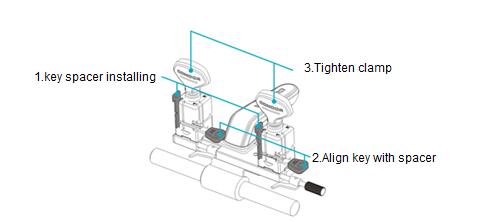 3.Tighten clamp
1.key spacer installing
2.Align key with spacer